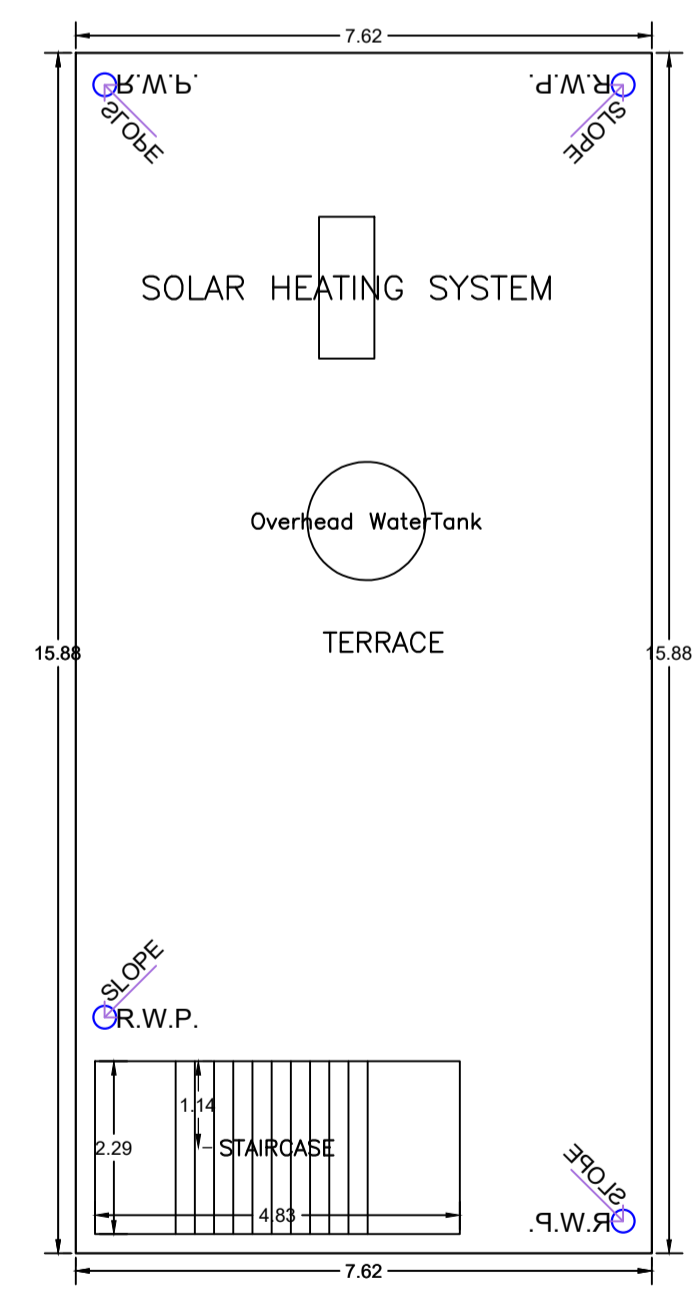 7.62
R.W.P.
R.W.P.
SLOPE
SLOPE
SOLAR HEATING SYSTEM
Overhead WaterTank
TERRACE
15.88
15.88
SLOPE
R.W.P.
1.14
2.29
STAIRCASE
SLOPE
4.83
R.W.P.
7.62